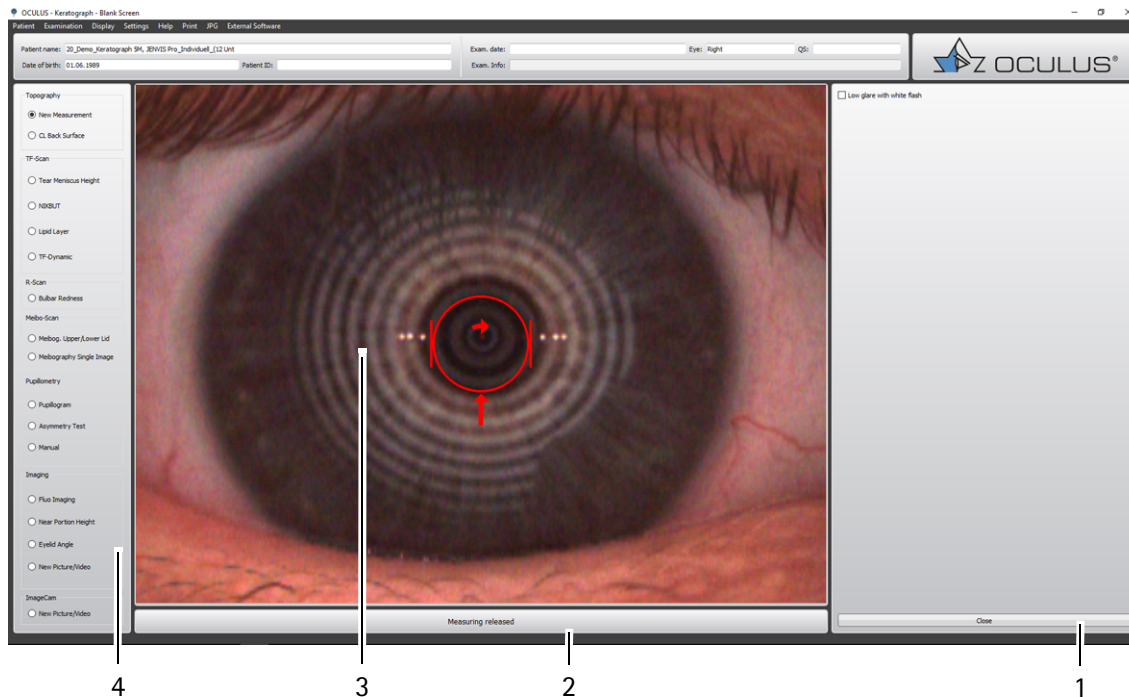 OCULUS - Keratograph - Blank Screen
Patient Examination Display Settings Help Print JPG External Software
Patient name: 20_Demo_Keratograph 5M, JENVIS Pro_Individuell_(12 Unt
Exam. date:
Eye: Right
QS:
Date of birth: 01.06.1989
Patient ID:
Exam. Info:
OCULUS®
Topography
New Measurement
CL Back Surface
TF-Scan
Tear Meniscus Height
NIKBUT
Lipid Layer
TF-Dynamic
R-Scan
Bulbar Redness
Meibo-Scan
Meibog. Upper/Lower Lid
Meibography Single Image
Pupillometry
Pupillogram
Asymmetry Test
Manual
Imaging
Fluo Imaging
Near Portion Height
Eyelid Angle
New Picture/Video
ImageCam
New Picture/Video
Low glare with white flash
Measuring released
Close
4
3
2
1